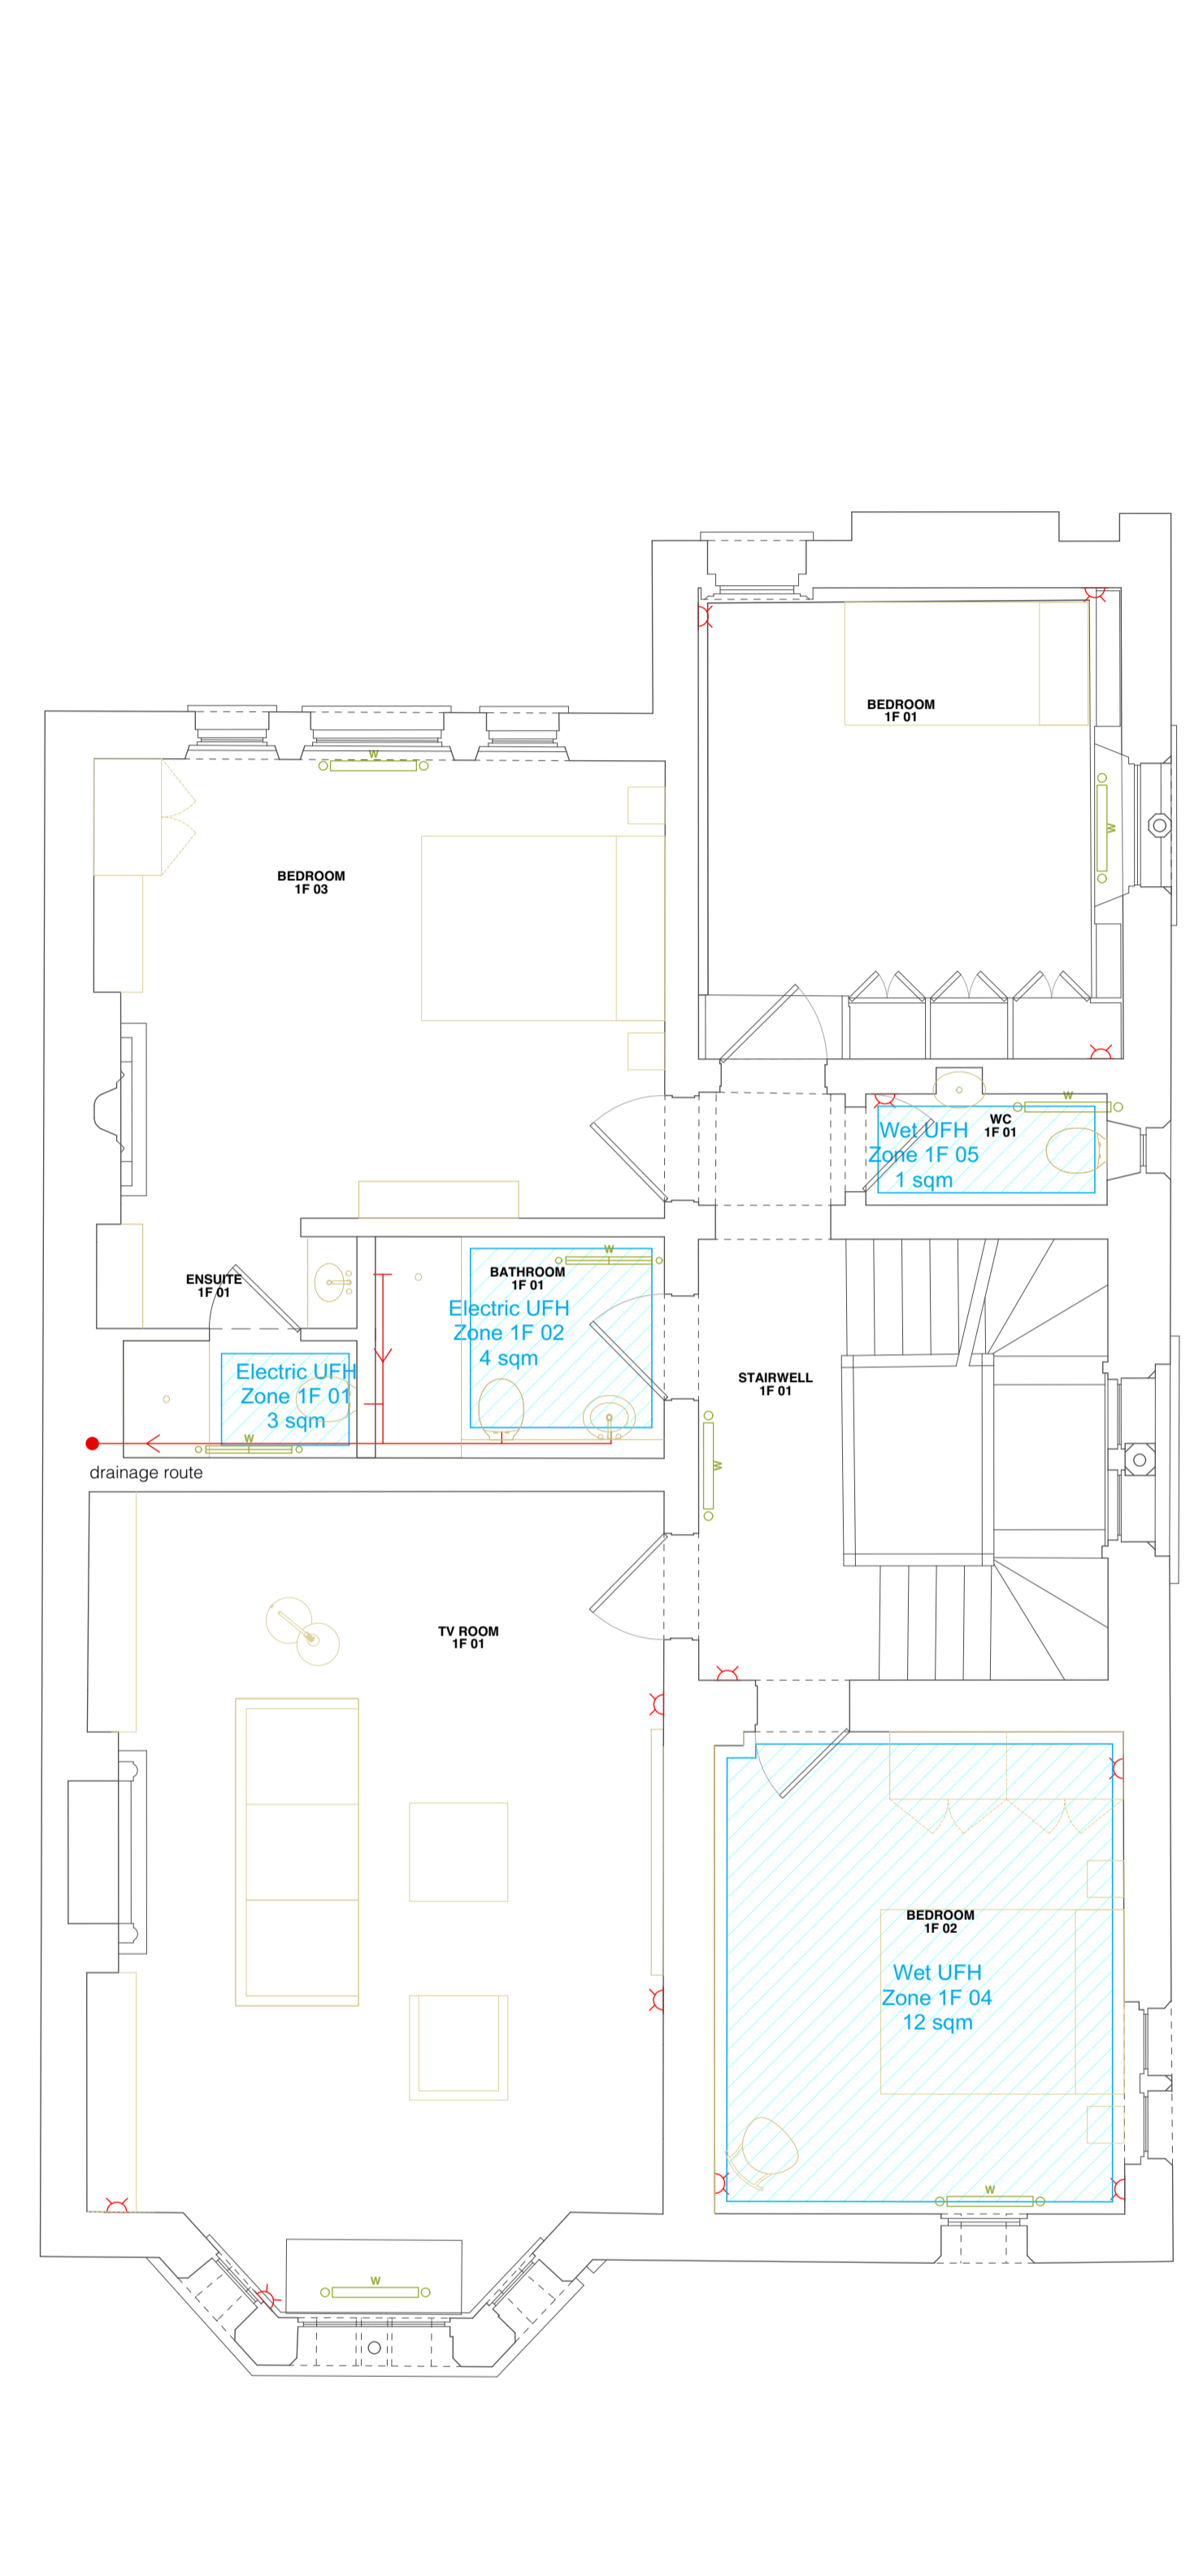 BEDROOM
1F 01
W
W
BEDROOM
1F 03
W
WC
1F 01
Wet UFH
Zone 1F 05
1 sqm
W
BATHROOM
1F 01
Electric UFH
Zone 1F 02
4 sqm
ENSUITE
1F 01
Electric UFH
Zone 1F 01
3 sqm
W
STAIRWELL
1F 01
W
drainage route
TV ROOM
1F 01
BEDROOM
1F 02
Wet UFH
Zone 1F 04
12 sqm
W
W